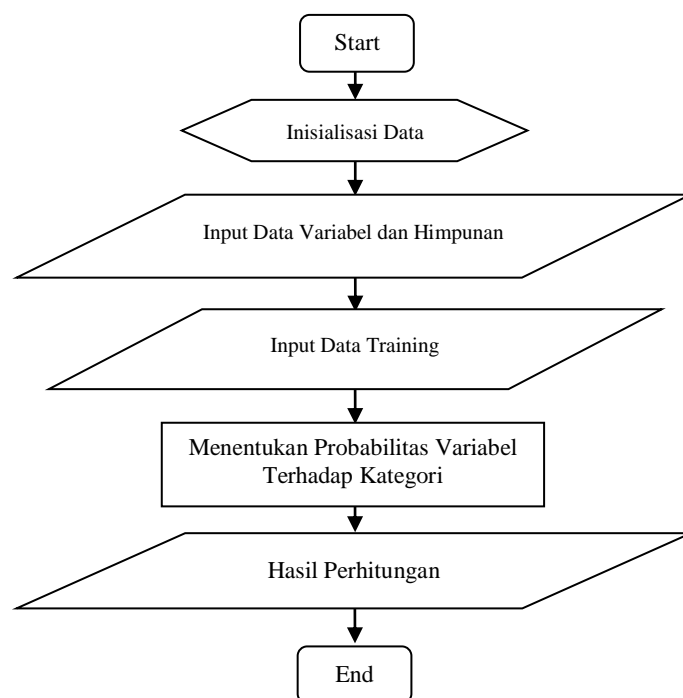 Start
Inisialisasi Data
Input Data Variabel dan Himpunan
Input Data Training
Menentukan Probabilitas Variabel
Terhadap Kategori
Hasil Perhitungan
End